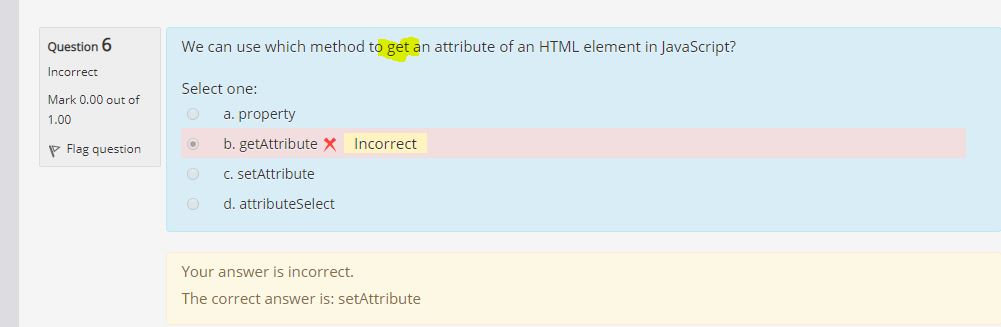 Question 6
Incorrect
Mark 0.00 out of
1.00
Flag question
We can use which method to get an attribute of an HTML element in JavaScript?
Select one:
a. property
b. getAttribute Incorrect
c. setAttribute
d. attributeSelect
Your answer is incorrect.
The correct answer is: setAttribute